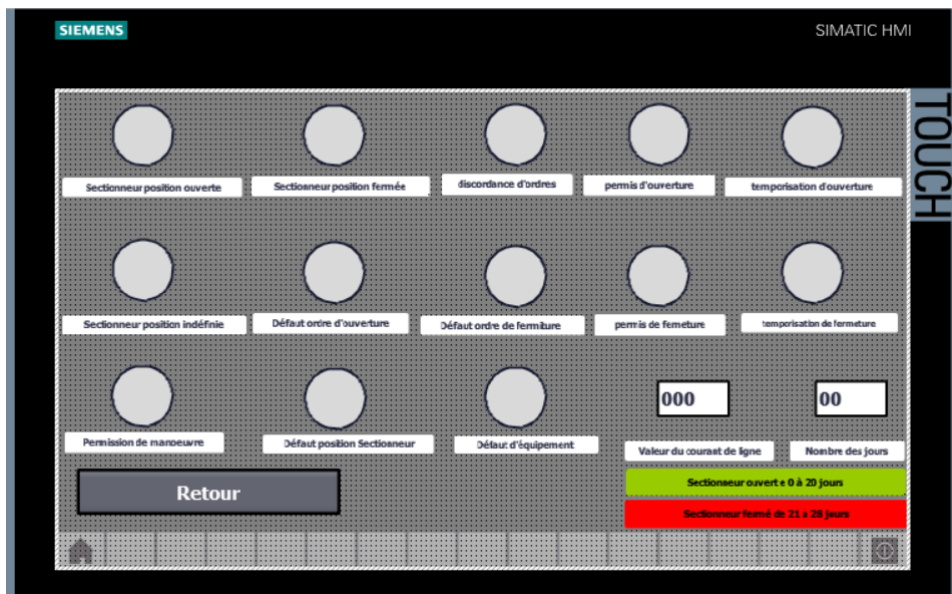 SIEMENS
SIMATIC HMI
TOUCH
Sectionneur position ouverte
Sectionneur position fermée
discordance d'ordres
permis d'ouverture
temporisation d'ouverture
Sectionneur position indéfinie
Défaut ordre d'ouverture
Défaut ordre de fermiture
permis de femeture
temporisation de fermeture
Permission de manoeuvre
Défaut position Sectionneur
Défaut d'équipement
000
00
Valeur du courant de ligne
Nombre des jours
Retour
Sectionseur ouvert e 0 à 20 jours
Sectionneur fermé de 21 à 28 jours